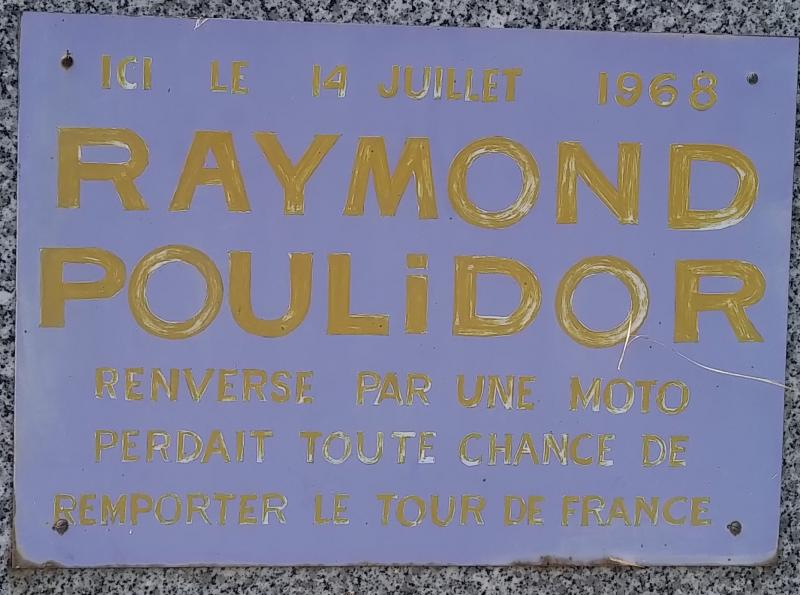 ICI LE 14 JUILLET 1968
RAYMOND
POULiDOR
RENVERSE PAR UNE MOTO
PERDAIT TOUTE CHANCE DE
REMPORTER LE TOUR DE FRANCE